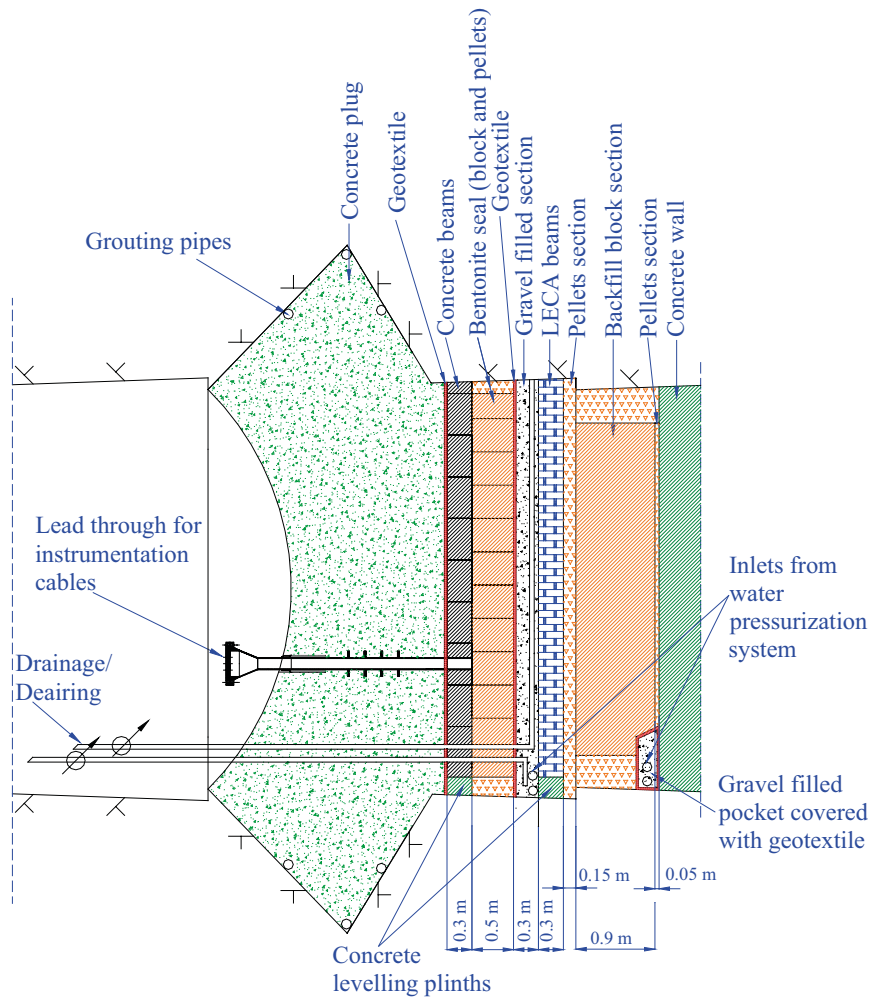 Concrete plug
Geotextile
Concrete beams
Bentonite seal (block and pellets)
Geotextile
Gravel filled section
LECA beams
Pellets section
Backfill block section
Pellets section
Concrete wall
Grouting pipes
Lead through for
instrumentation
cables
Drainage/
Deairing
Inlets from
water
pressurization
system
Gravel filled
pocket covered
with geotextile
0.15 m
0.05 m
0.3 m
0.5 m
0.3 m
0.3 m
0.9 m
Concrete
levelling plinths